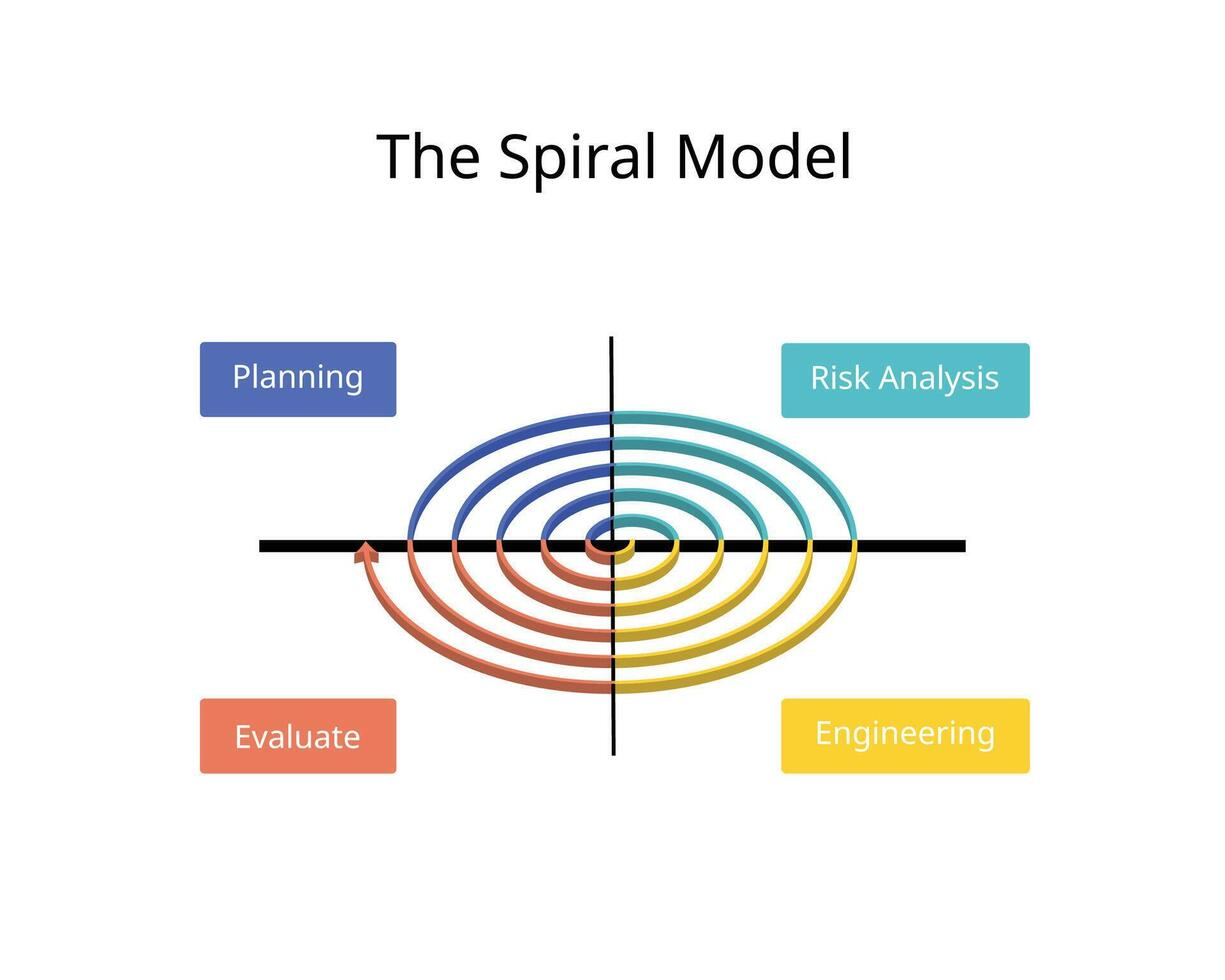 The Spiral Model
Planning
Risk Analysis
Evaluate
Engineering